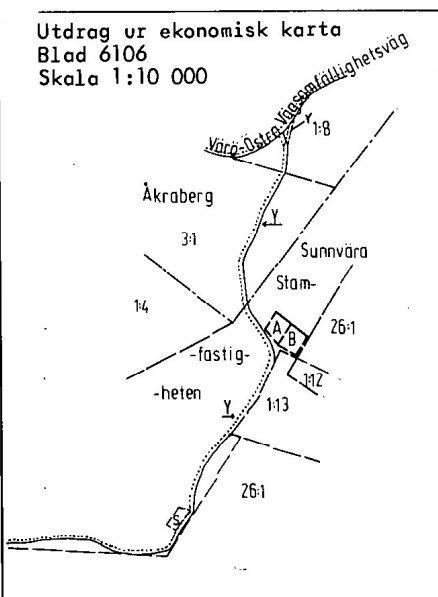 Utdrag ur ekonomisk karta
Blad 6106
Skala 1:10 000
Värö-Östra Vägsamfällighetsväg
Y
1:8
Åkraberg
Y
3:1
Sunnvära
Stam-
1:4
A
B
26:1
-fastig-
1:12
-heten
1:13
Y
26:1
S